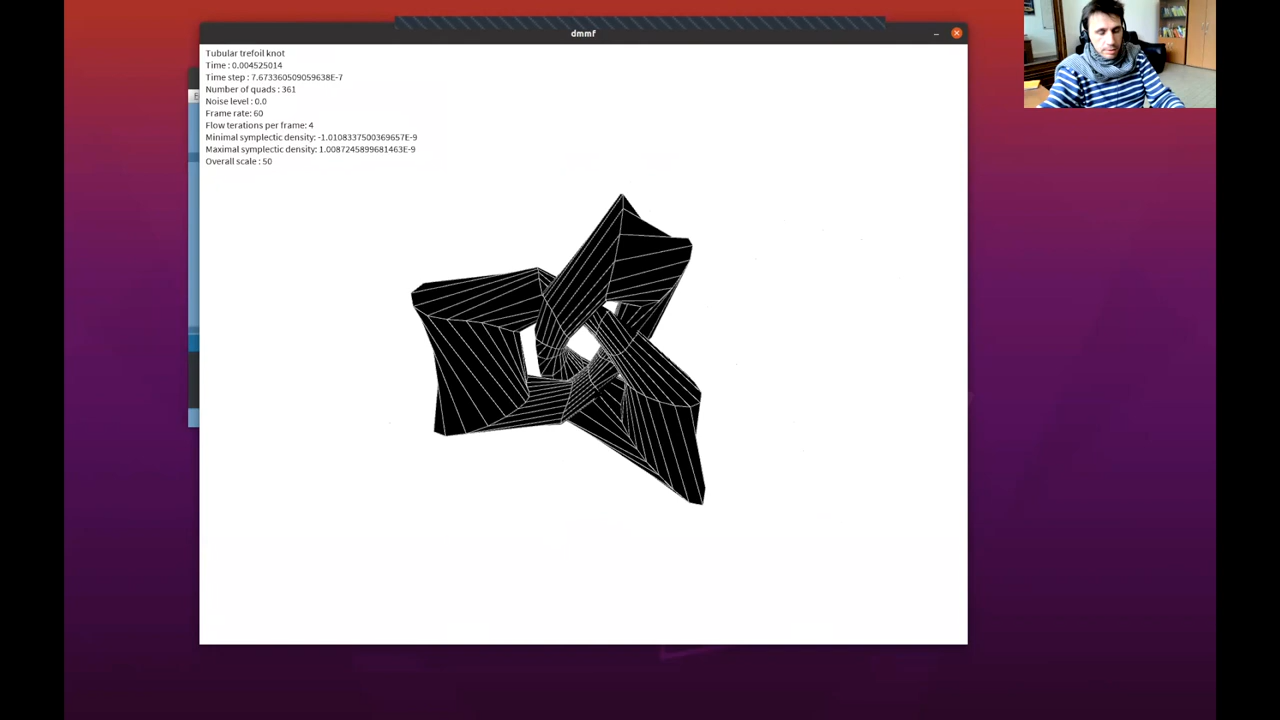 dmmf
Tubular trefoil knot
Time : 0.004525014
Time step : 7.673360509059638E-7
Number of quads : 361
Noise level : 0.0
Frame rate: 60
Flow iterations per frame: 4
Minimal symplectic density: -1.0108337500369657E-9
Maximal symplectic density: 1.0087245899681463E-9
Overall scale : 50